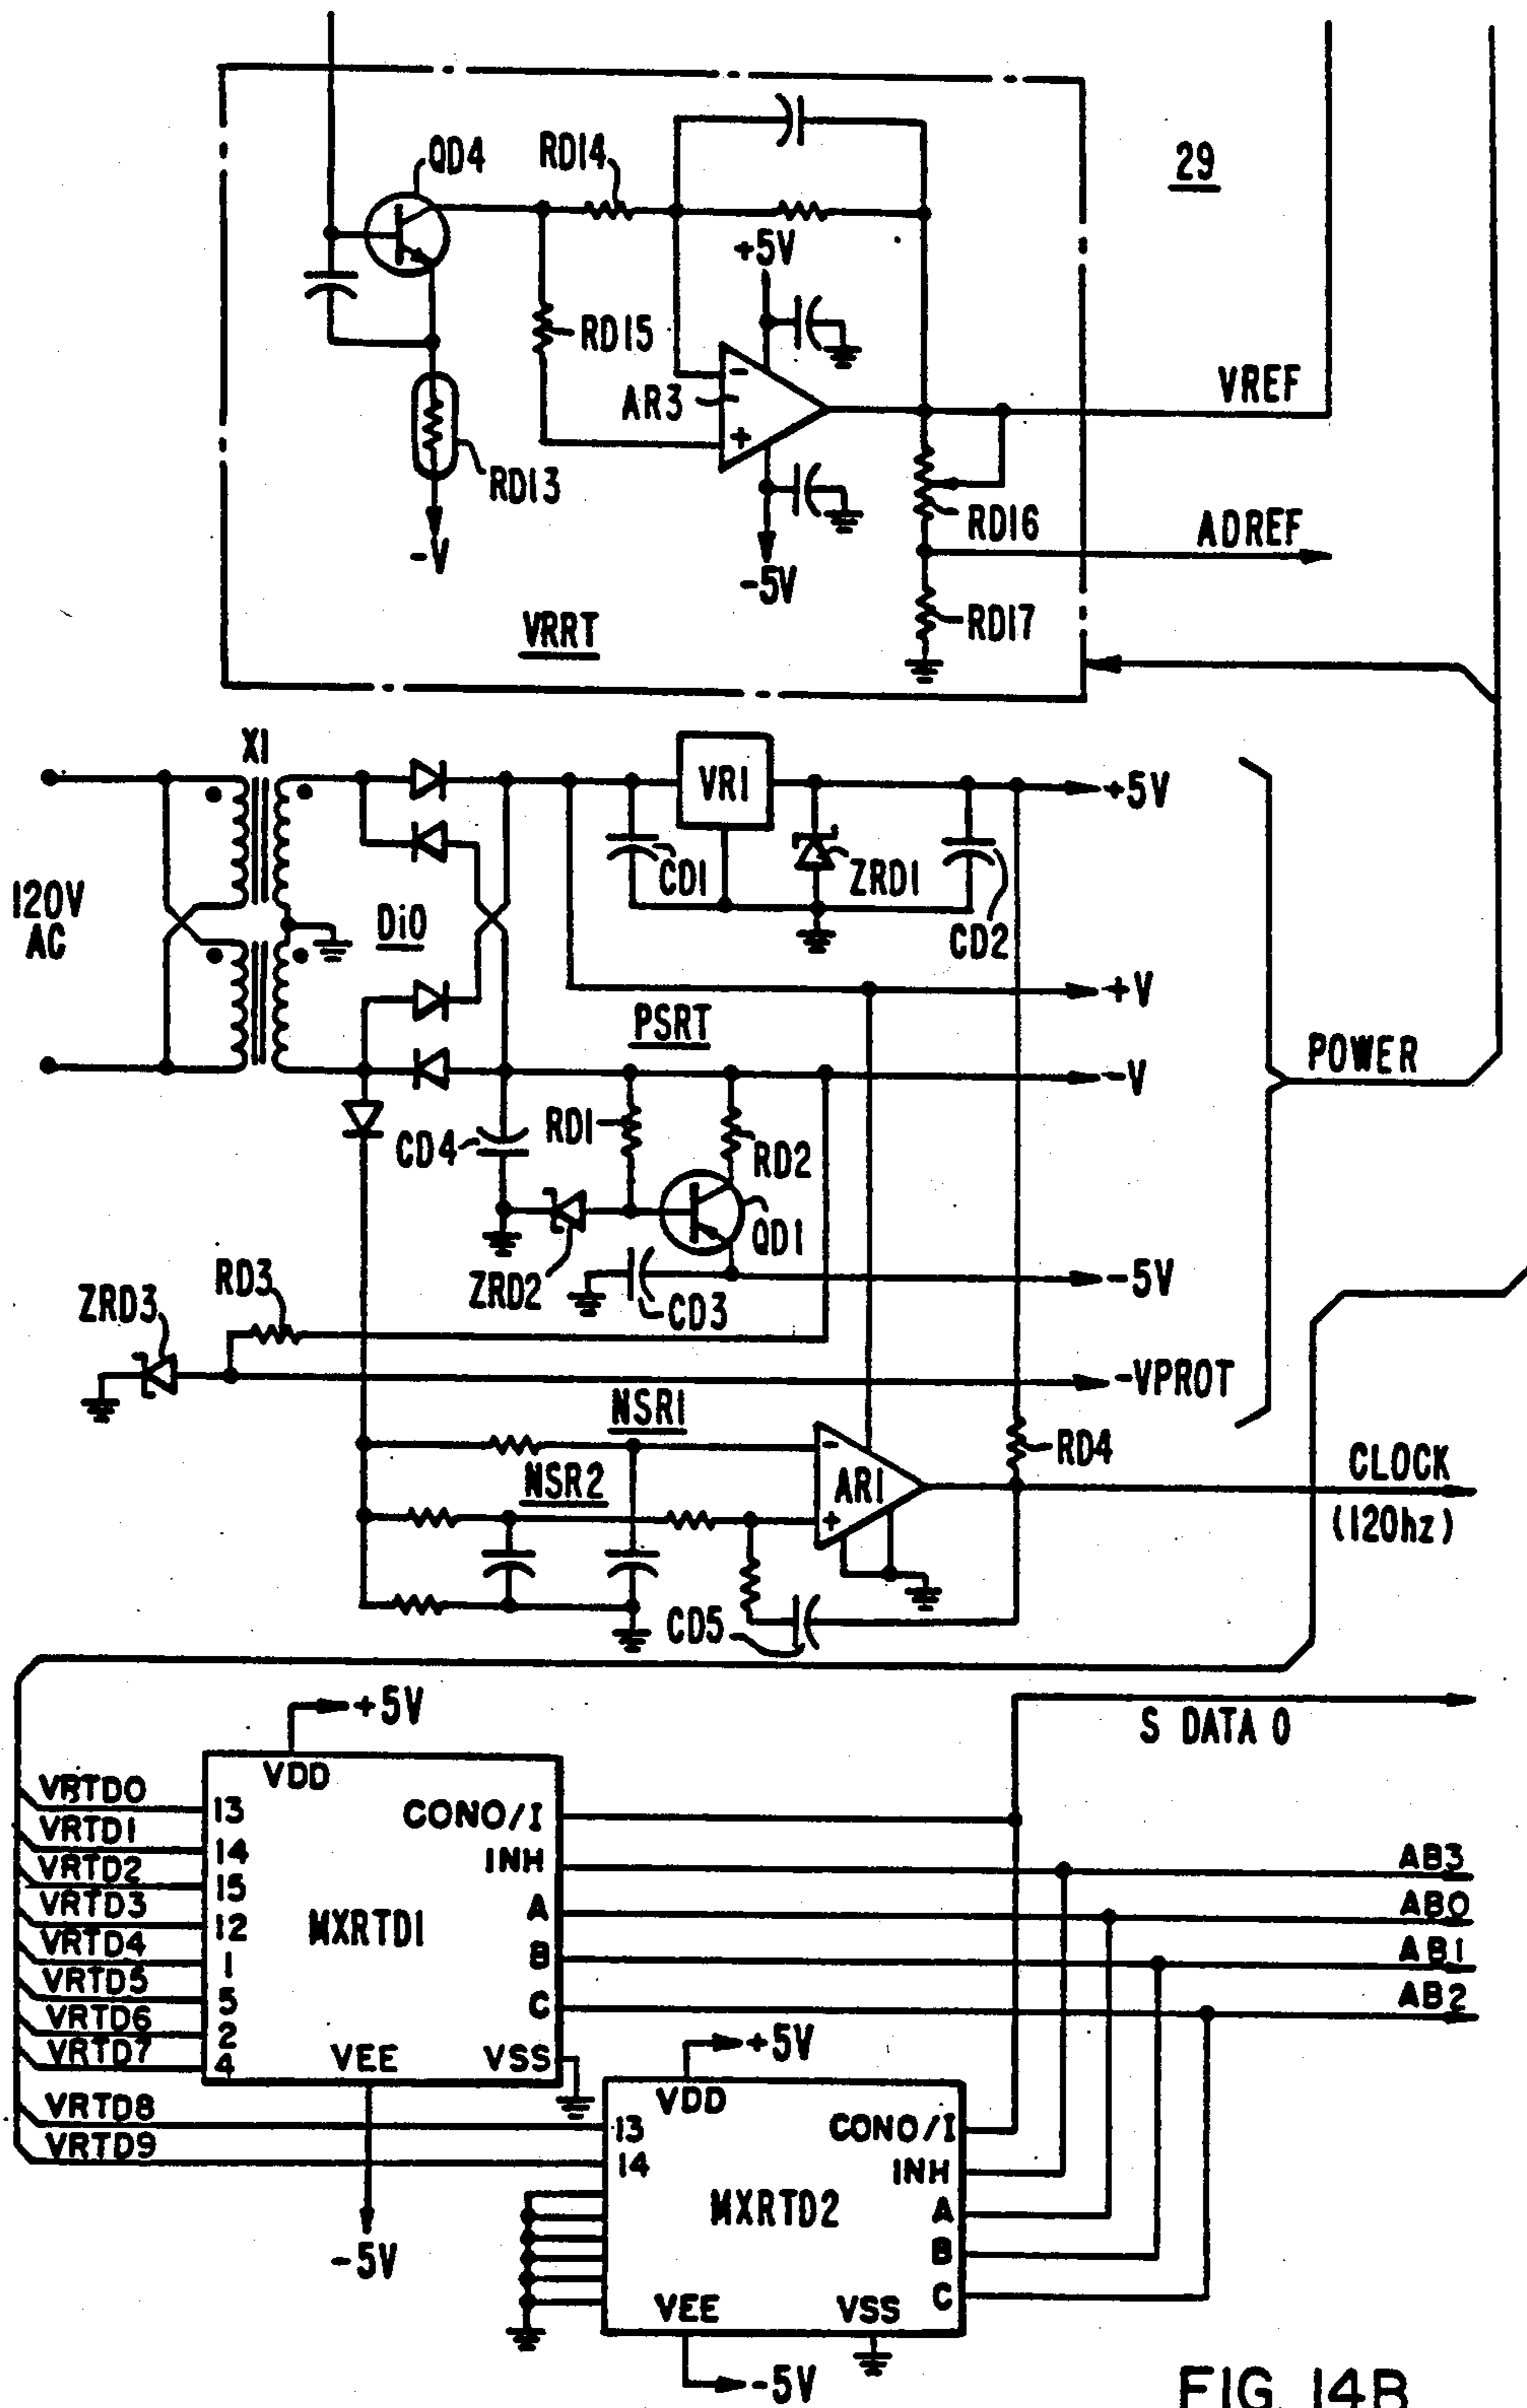 29
QD4
RD14
+5V
RD15
AR3
-
+
VREF
RD13
RD16
ADREF
-V
-5V
RD17
VRRT
X1
VR1
+5V
CD1
ZRD1
120V
AC
DiO
CD2
+V
PSRT
POWER
-V
RD1
CD4
RD2
QD1
ZRD2
-5V
RD3
CD3
ZRD3
-VPROT
NSR1
-
RD4
CLOCK
NSR2
AR1
+
(120hz)
CD5
+5V
S DATA 0
VDD
VRTD0
13
CONO/I
VRTD1
14
INH
AB3
VRTD2
15
VRTD3
12
MXRTD1
A
ABO
VRTD4
1
B
AB1
VRTD5
5
C
AB2
VRTD6
2
VRTD7
4
VEE
VSS
+5V
VDD
VRTD8
13
CONO/I
VRTD9
14
INH
MXRTD2
A
-5V
B
C
VEE
VSS
-5V
FIG. 14B